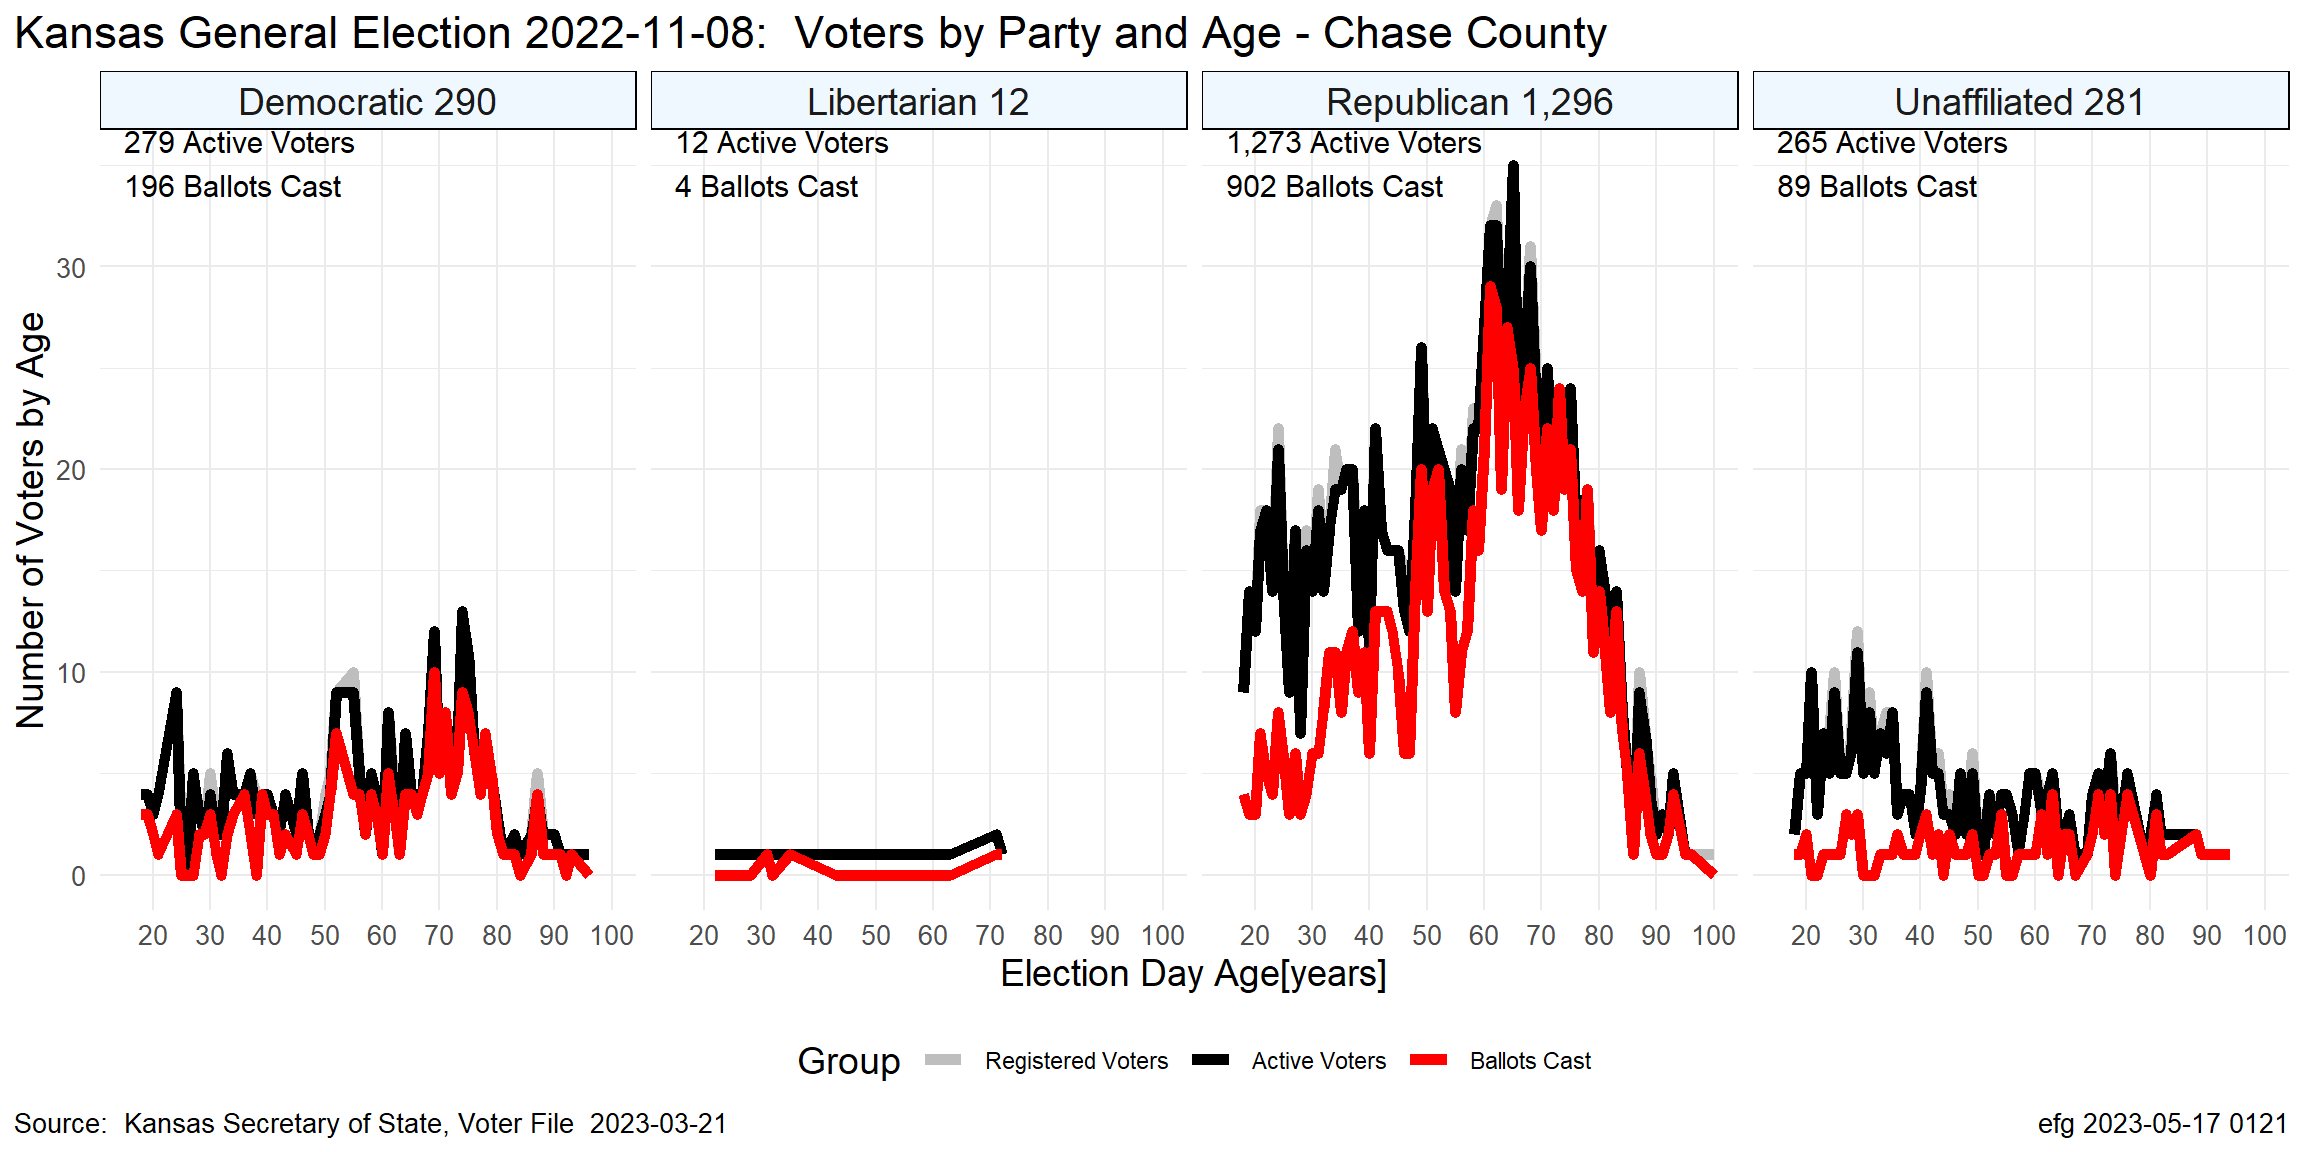 Kansas General Election 2022-11-08:  Voters by Party and Age - Chase County
Democratic 290
Libertarian 12
Republican 1,296
Unaffiliated 281
279 Active Voters
196 Ballots Cast
12 Active Voters
4 Ballots Cast
1,273 Active Voters
902 Ballots Cast
265 Active Voters
89 Ballots Cast
Number of Voters by Age
30
20
10
0
20 30 40 50 60 70 80 90 100
20 30 40 50 60 70 80 90 100
20 30 40 50 60 70 80 90 100
20 30 40 50 60 70 80 90 100
Election Day Age[years]
Group
Registered Voters
Active Voters
Ballots Cast
Source:  Kansas Secretary of State, Voter File  2023-03-21
efg 2023-05-17 0121